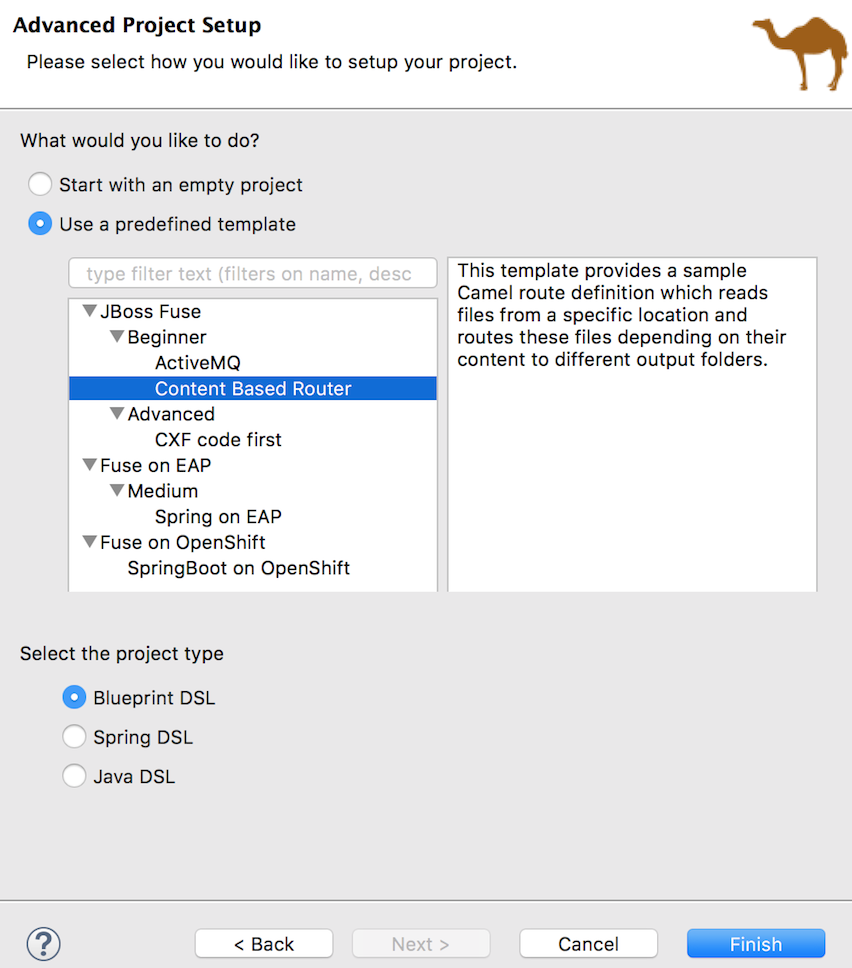 Advanced Project Setup
Please select how you would like to setup your project.
What would you like to do?
Start with an empty project
Use a predefined template
type filter text (filters on name, desc
JBoss Fuse
Beginner
ActiveMQ
Content Based Router
Advanced
CXF code first
Fuse on EAP
Medium
Spring on EAP
Fuse on OpenShift
SpringBoot on OpenShift
This template provides a sample
Camel route definition which reads
files from a specific location and
routes these files depending on their
content to different output folders.
Select the project type
Blueprint DSL
Spring DSL
Java DSL
?
< Back
Next >
Cancel
Finish